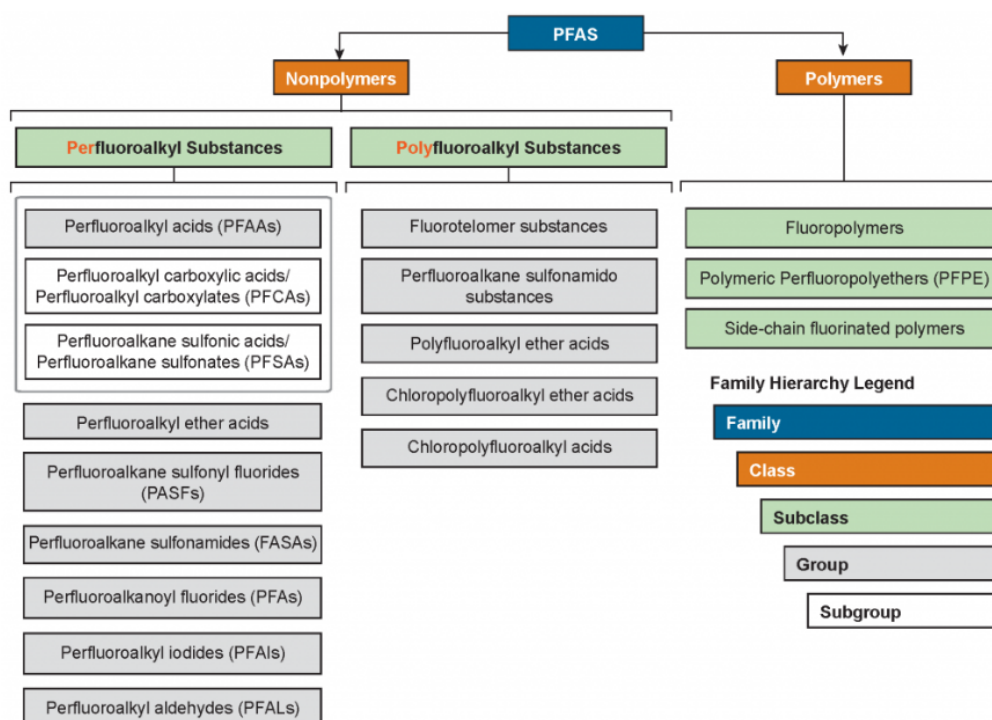 PFAS
Nonpolymers
Polymers
Perfluoroalkyl Substances
Polyfluoroalkyl Substances
Perfluoroalkyl acids (PFAAs)
Perfluoroalkyl carboxylic acids/
Perfluoroalkyl carboxylates (PFCAs)
Perfluoroalkane sulfonic acids/
Perfluoroalkane sulfonates (PFSAs)
Perfluoroalkyl ether acids
Perfluoroalkane sulfonyl fluorides
(PASFs)
Perfluoroalkane sulfonamides (FASAs)
Perfluoroalkanoyl fluorides (PFAs)
Perfluoroalkyl iodides (PFAIs)
Perfluoroalkyl aldehydes (PFALs)
Fluorotelomer substances
Perfluoroalkane sulfonamido
substances
Polyfluoroalkyl ether acids
Chloropolyfluoroalkyl ether acids
Chloropolyfluoroalkyl acids
Fluoropolymers
Polymeric Perfluoropolyethers (PFPE)
Side-chain fluorinated polymers
Family Hierarchy Legend
Family
Class
Subclass
Group
Subgroup